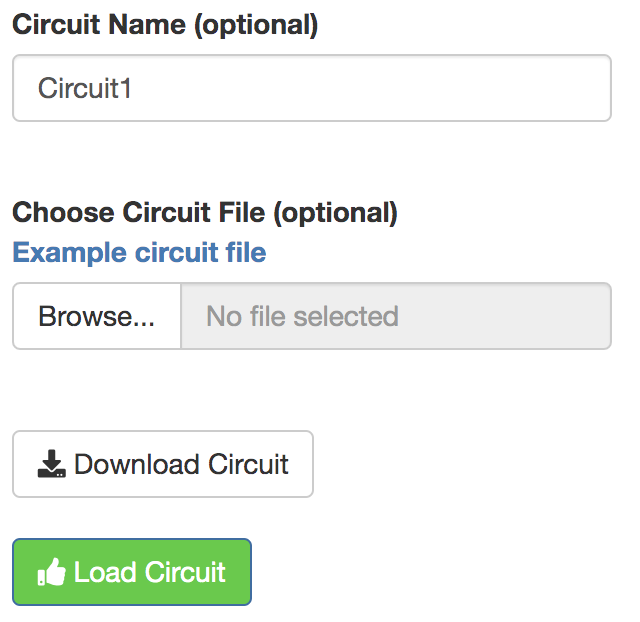 Circuit Name (optional)
Circuit1
Choose Circuit File (optional)
Example circuit file
Browse... No file selected
Download Circuit
Load Circuit